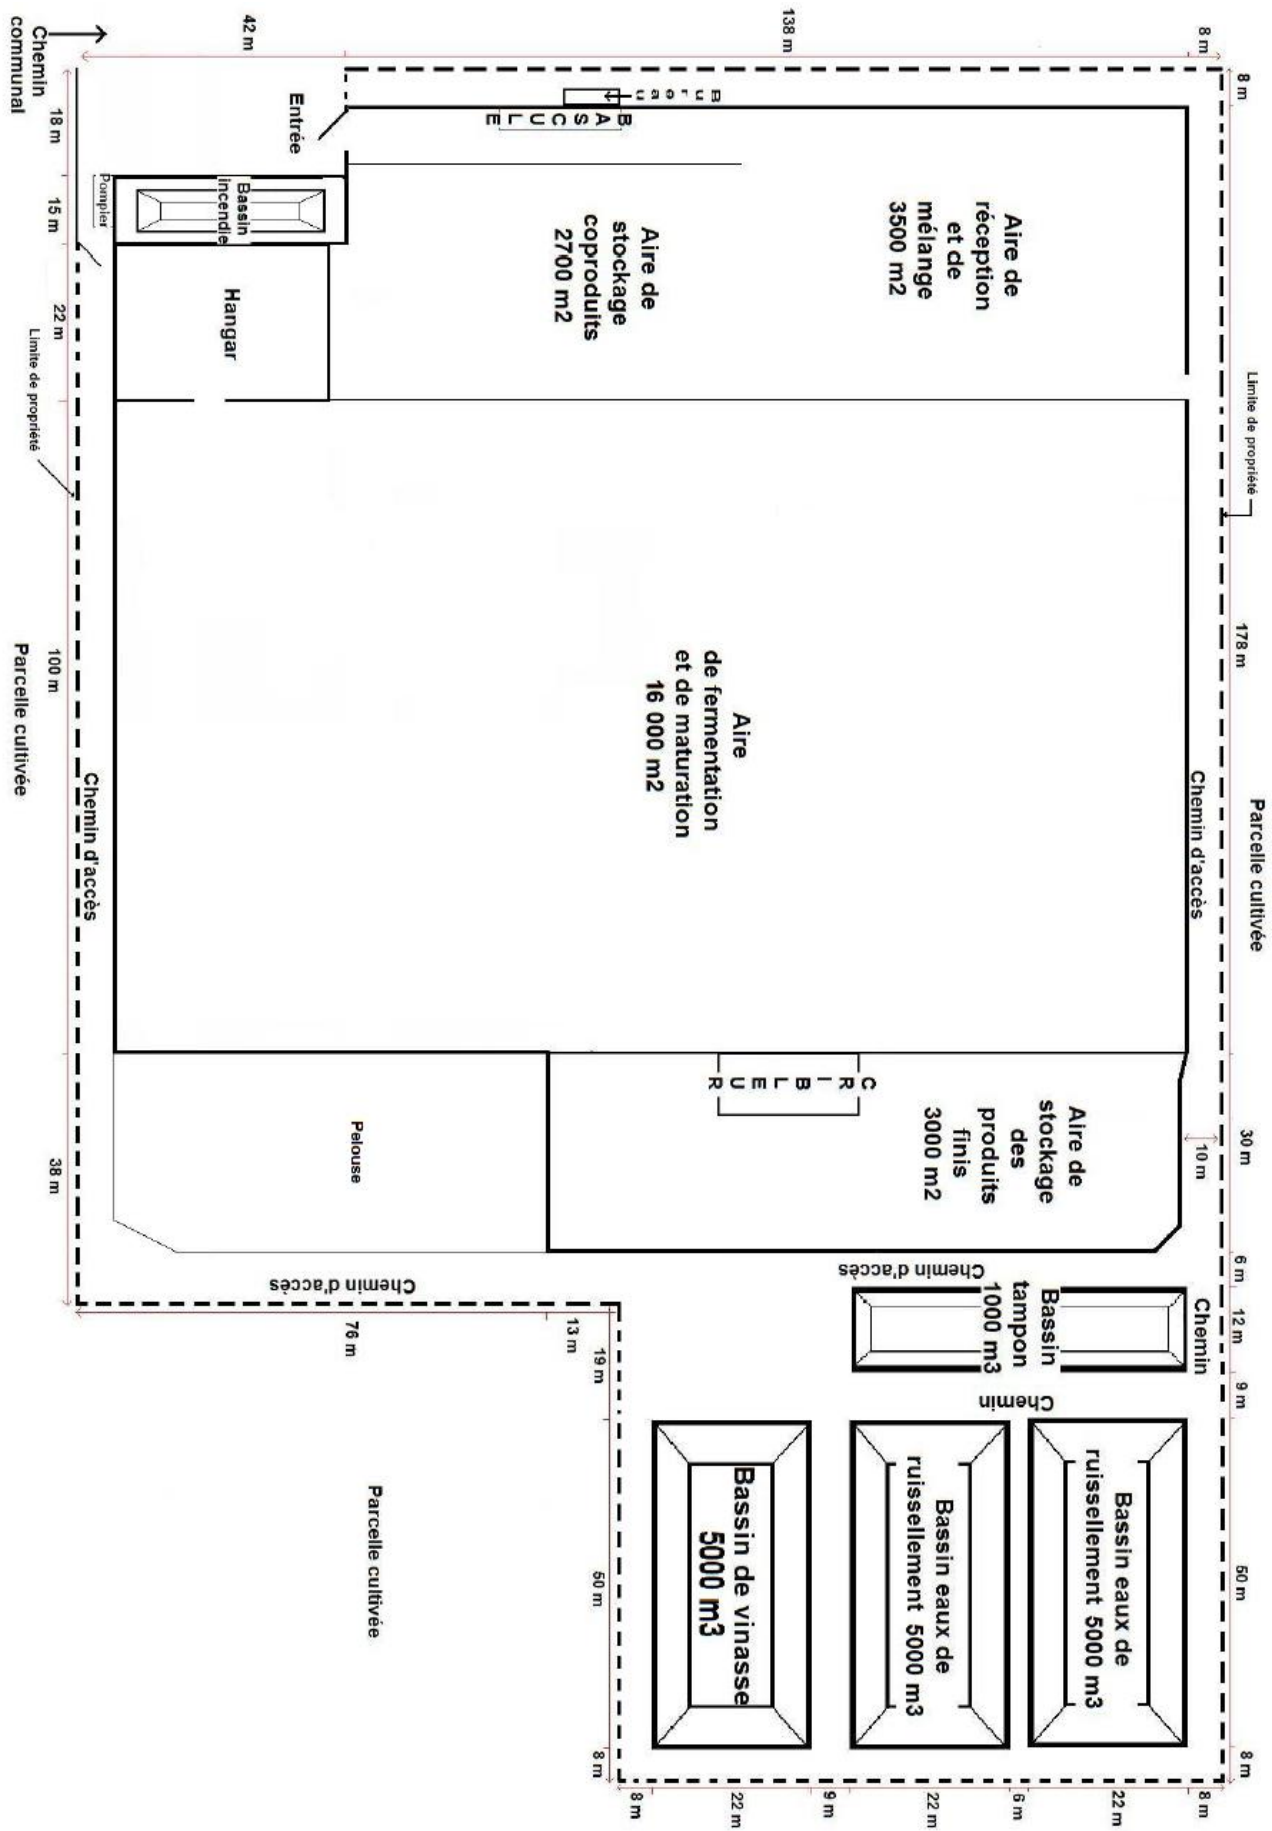 Chemin
communal
42 m
138 m
8 m
8 m
178 m
30 m
6 m
12 m
9 m
50 m
8 m
Limite de propriété
Parcelle cultivée
Chemin d'accès
10 m
Entrée
Bureau
BASCULE
18 m
15 m
22 m
100 m
38 m
Pompier
Bassin
incendie
Hangar
Limite de propriété
Aire de
stockage
coproduits
2700 m2
Aire de
réception
et de
mélange
3500 m2
Aire
de fermentation
et de maturation
16 000 m2
Parcelle cultivée
Chemin d'accès
CRIBLEUR
Aire de
stockage
des
produits
finis
3000 m2
Pelouse
Chemin d'accès
Chemin d'accès
76 m
13 m
19 m
50 m
8 m
Bassin
tampon
1000 m3
Chemin
Chemin
Bassin eaux de
ruissellement 5000 m3
Bassin eaux de
ruissellement 5000 m3
Bassin de vinasse
5000 m3
Parcelle cultivée
8 m
22 m
9 m
22 m
6 m
22 m
8 m